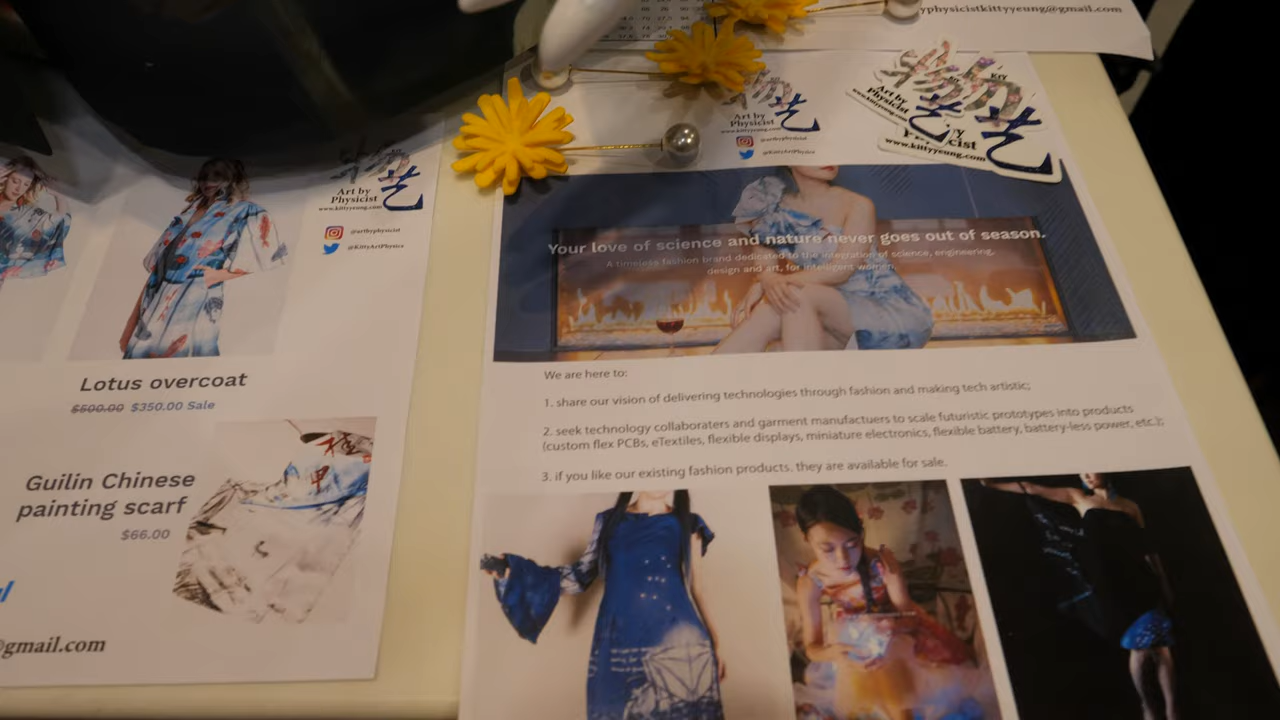 physicistkittyyeung@gmail.com
Art by
Physicist
www.kittyyeung.com
@artbyphysicist
@KittyArtPhysics
Lotus overcoat
$500.00 $350.00 Sale
Guilin Chinese
painting scarf
$66.00
@gmail.com
物艺
Art by
Physicist
www.kittyyeung.com
@artbyphysicist
@KittyArtPhysics
Art by
Physicist
www.kittyyeung.com
Your love of science and nature never goes out of season.
A timeless fashion brand dedicated to the integration of science, engineering,
design and art, for intelligent women.
We are here to:
1. share our vision of delivering technologies through fashion and making tech artistic;
2. seek technology collaboraters and garment manufactuers to scale futuristic prototypes into products
(custom flex PCBs, eTextiles, flexible displays, miniature electronics, flexible battery, battery-less power, etc.);
3. if you like our existing fashion products. they are available for sale.